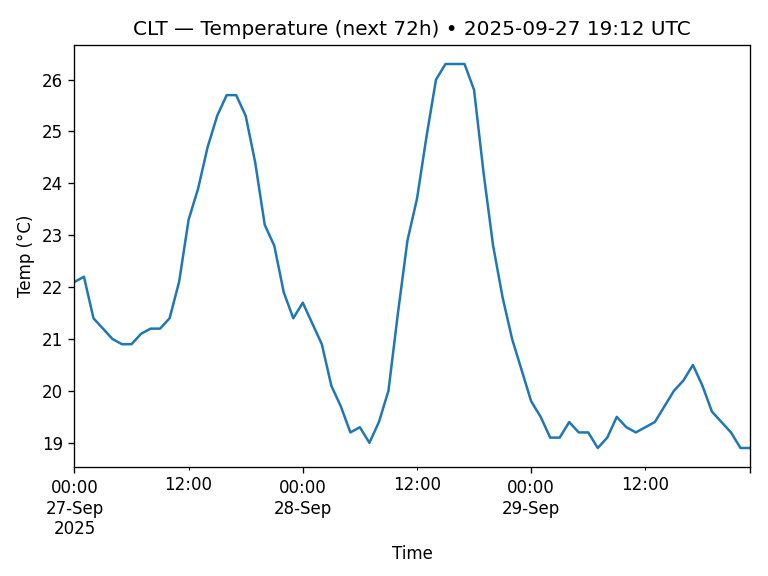 CLT — Temperature (next 72h) • 2025-09-27 19:12 UTC
Temp (°C)
26
25
24
23
22
21
20
19
00:00 12:00 00:00 12:00 00:00 12:00
27-Sep 28-Sep 29-Sep
2025
Time